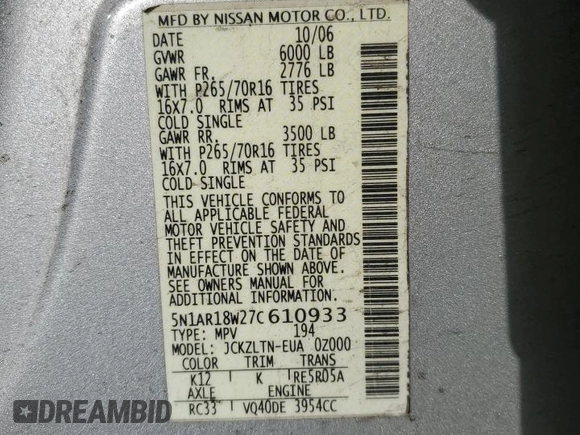 MFD BY NISSAN MOTOR CO., LTD.
DATE 10/06
GVWR 6000 LB
GAWR FR. 2776 LB
WITH P265/70R16 TIRES
16X7.0 RIMS AT 35 PSI
COLD SINGLE
GAWR RR. 3500 LB
WITH P265/70R16 TIRES
16X7.0 RIMS AT 35 PSI
COLD SINGLE
THIS VEHICLE CONFORMS TO
ALL APPLICABLE FEDERAL
MOTOR VEHICLE SAFETY AND
THEFT PREVENTION STANDARDS
IN EFFECT ON THE DATE OF
MANUFACTURE SHOWN ABOVE.
SEE OWNERS MANUAL FOR
ADDITIONAL INFORMATION.
5N1AR18W27C610933
TYPE: MPV 194
MODEL: JCKZLTN-EUA 0Z000
COLOR TRIM TRANS
K12 K RE5R05A
AXLE ENGINE
RC33 VQ40DE 3954CC
DREAMBID